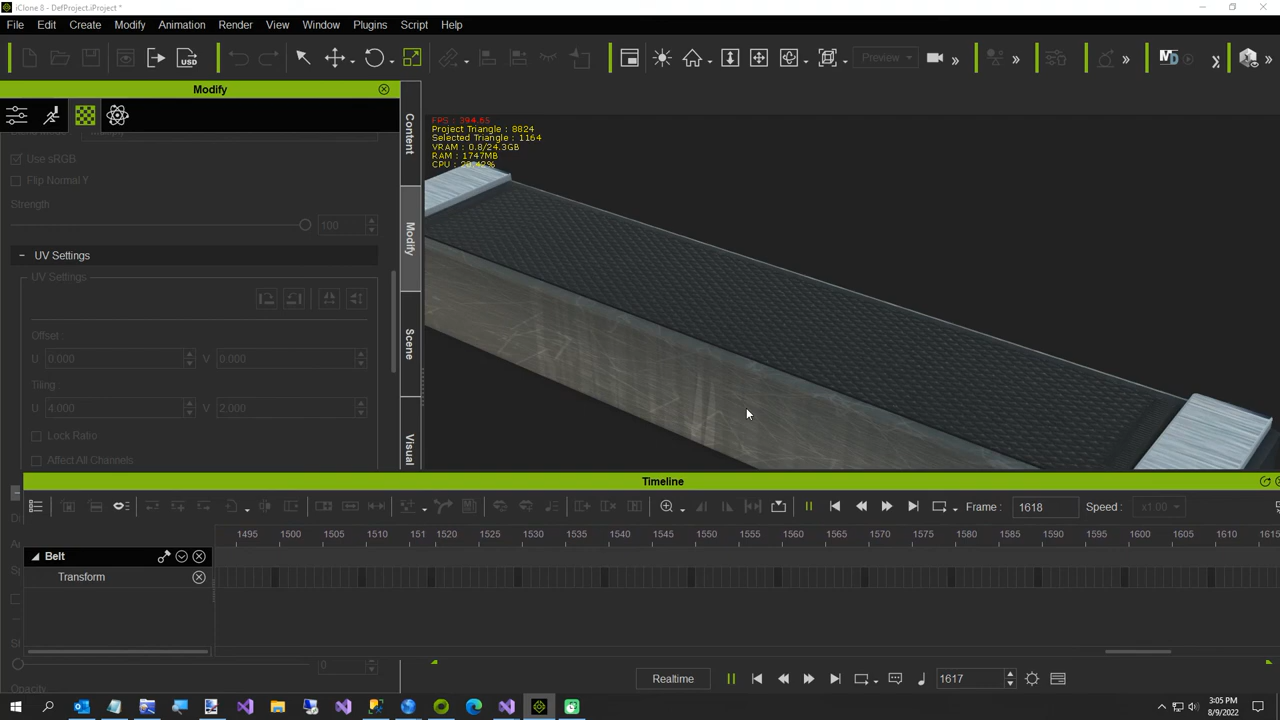 iClone 8 - DefProject.iProject *
File Edit Create Modify Animation Render View Window Plugins Script Help
Preview
Modify
Content
Modify
Scene
Visual
FPS : 394.65
Project Triangle : 8824
Selected Triangle : 1164
VRAM : 0.8/24.3GB
RAM : 1747MB
CPU :
Use sRGB
Flip Normal Y
Strength
100
UV Settings
UV Settings
Offset :
U 0.000 V 0.000
Tiling
U 4.000 V 2.000
Lock Ratio
Affect All Channels
Timeline
Frame : 1618 Speed : x1.00
1495 1500 1505 1510 1515 1520 1525 1530 1535 1540 1545 1550 1555 1560 1565 1570 1575 1580 1585 1590 1595 1600 1605 1610 1615
Belt
Transform
0
Opacity
Realtime 1617
3:05 PM
8/9/2022